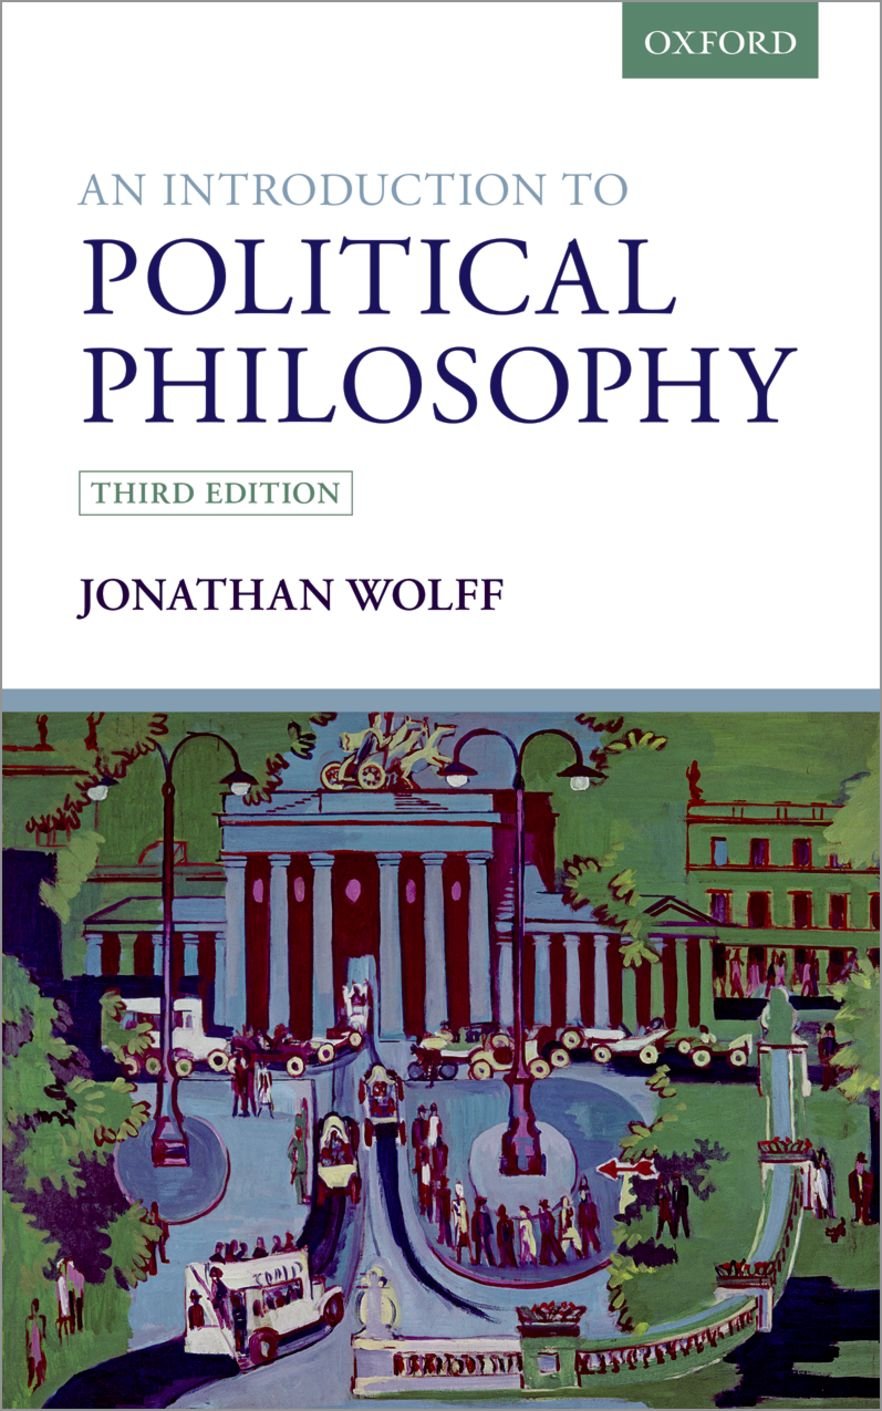 OXFORD
AN INTRODUCTION TO
POLITICAL
PHILOSOPHY
THIRD EDITION
JONATHAN WOLFF